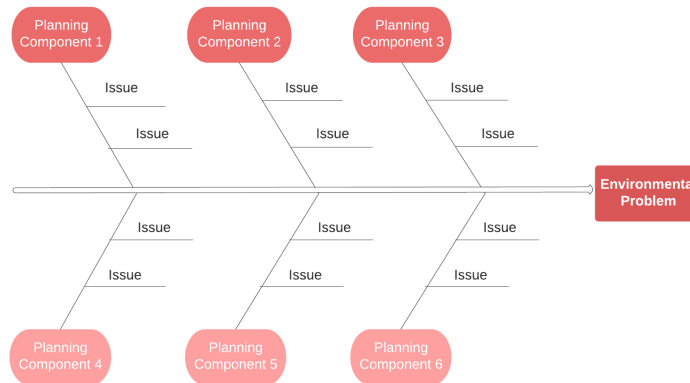 Planning
Component 1
Planning
Component 2
Planning
Component 3
Issue
Issue
Issue
Issue
Issue
Issue
Environmenta
Problem
Issue
Issue
Issue
Issue
Issue
Issue
Planning
Component 4
Planning
Component 5
Planning
Component 6